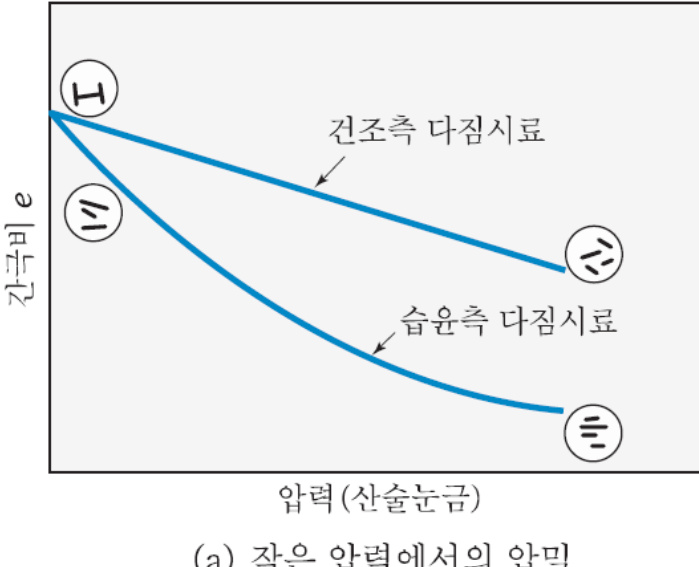 건조측 다짐시료
간극비 e
습윤측 다짐시료
압력(산술눈금)
(a) 작은 압력에서의 압밀